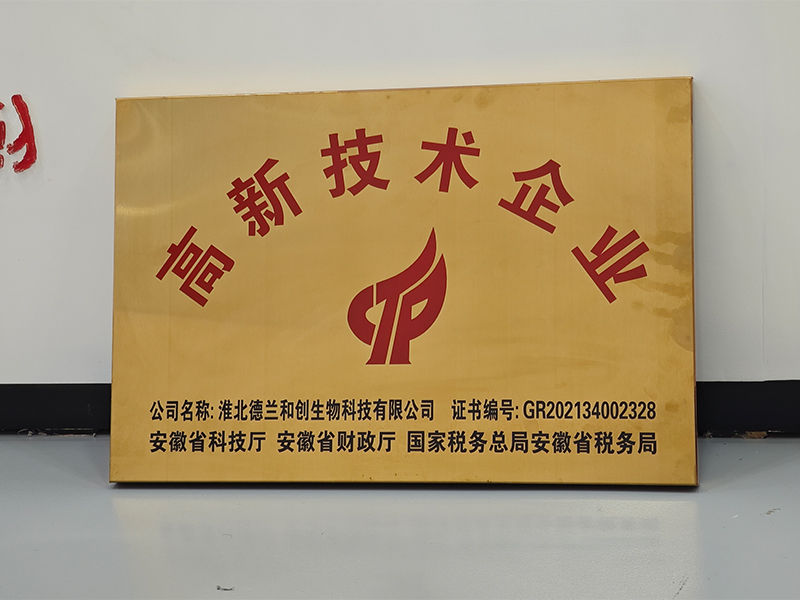 高新技术企业
公司名称: 淮北德兰和创生物科技有限公司 证书编号: GR202134002328
安徽省科技厅 安徽省财政厅 国家税务总局安徽省税务局